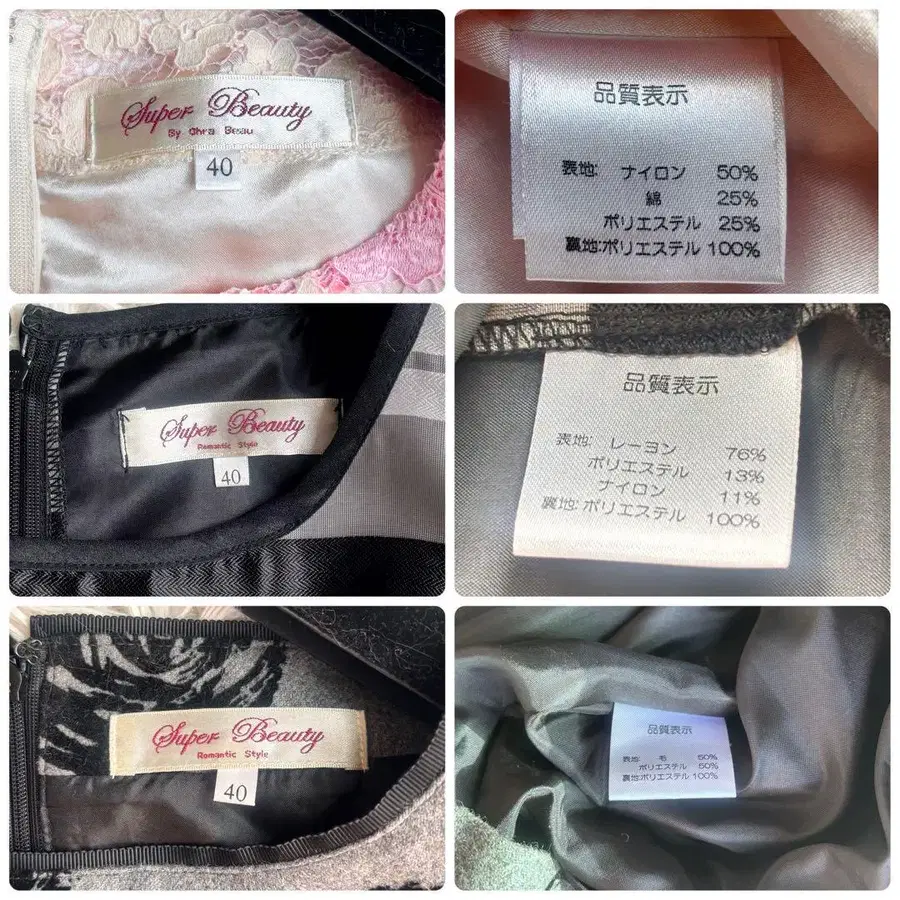 Super Beauty
By Chra Beau
40
品質表示
表地: ナイロン 50%
綿 25%
ポリエステル 25%
裏地:ポリエステル 100%
Super Beauty
Romantic Style
40
品質表示
表地: レーヨン 76%
ポリエステル 13%
ナイロン 11%
裏地:ポリエステル 100%
Super Beauty
Romantic Style
40
品質表示
表地: 毛 50%
ポリエステル 50%
裏地:ポリエステル 100%